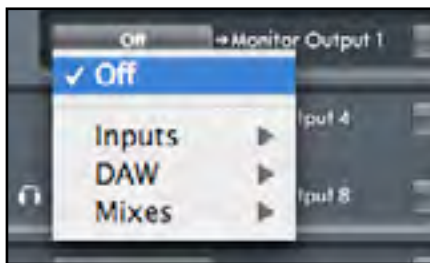 Off →Monitor Output 1
✓ Off
Inputs
tput 4
DAW
Mixes
tput 8